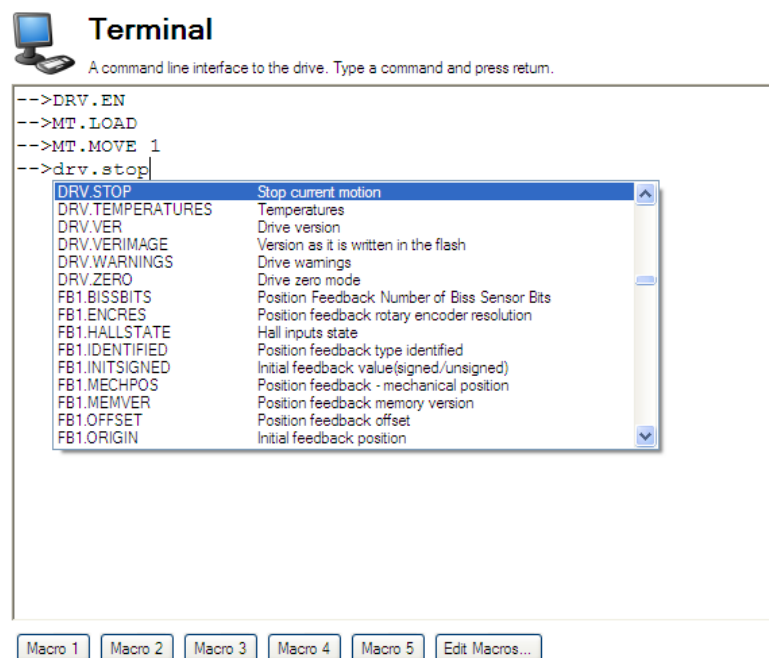 Terminal
A command line interface to the drive. Type a command and press return.
-->DRV.EN
-->MT.LOAD
-->MT.MOVE 1
-->drv.stop
DRV.STOP Stop current motion
DRV.TEMPERATURES Temperatures
DRV.VER Drive version
DRV.VERIMAGE Version as it is written in the flash
DRV.WARNINGS Drive warnings
DRV.ZERO Drive zero mode
FB1.BISSBITS Position Feedback Number of Biss Sensor Bits
FB1.ENCRES Position feedback rotary encoder resolution
FB1.HALLSTATE Hall inputs state
FB1.IDENTIFIED Position feedback type identified
FB1.INITSIGNED Initial feedback value(signed/unsigned)
FB1.MECHPOS Position feedback - mechanical position
FB1.MEMVER Position feedback memory version
FB1.OFFSET Position feedback offset
FB1.ORIGIN Initial feedback position
Macro 1 Macro 2 Macro 3 Macro 4 Macro 5 Edit Macros...